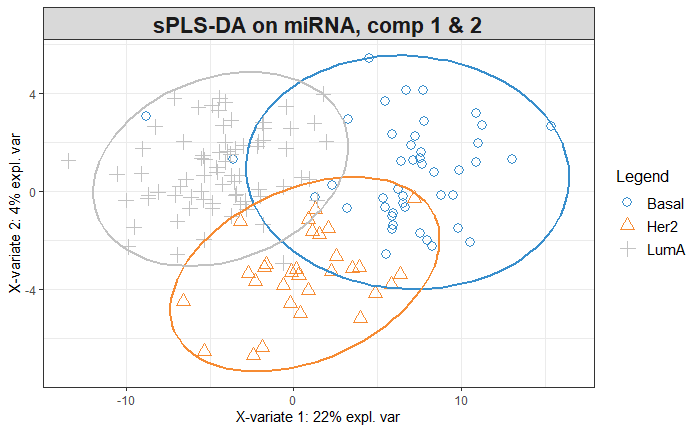 sPLS-DA on miRNA, comp 1 & 2
X-variate 2: 4% expl. var
4
0
-4
-10
0
10
X-variate 1: 22% expl. var
Legend
Basal
Her2
LumA